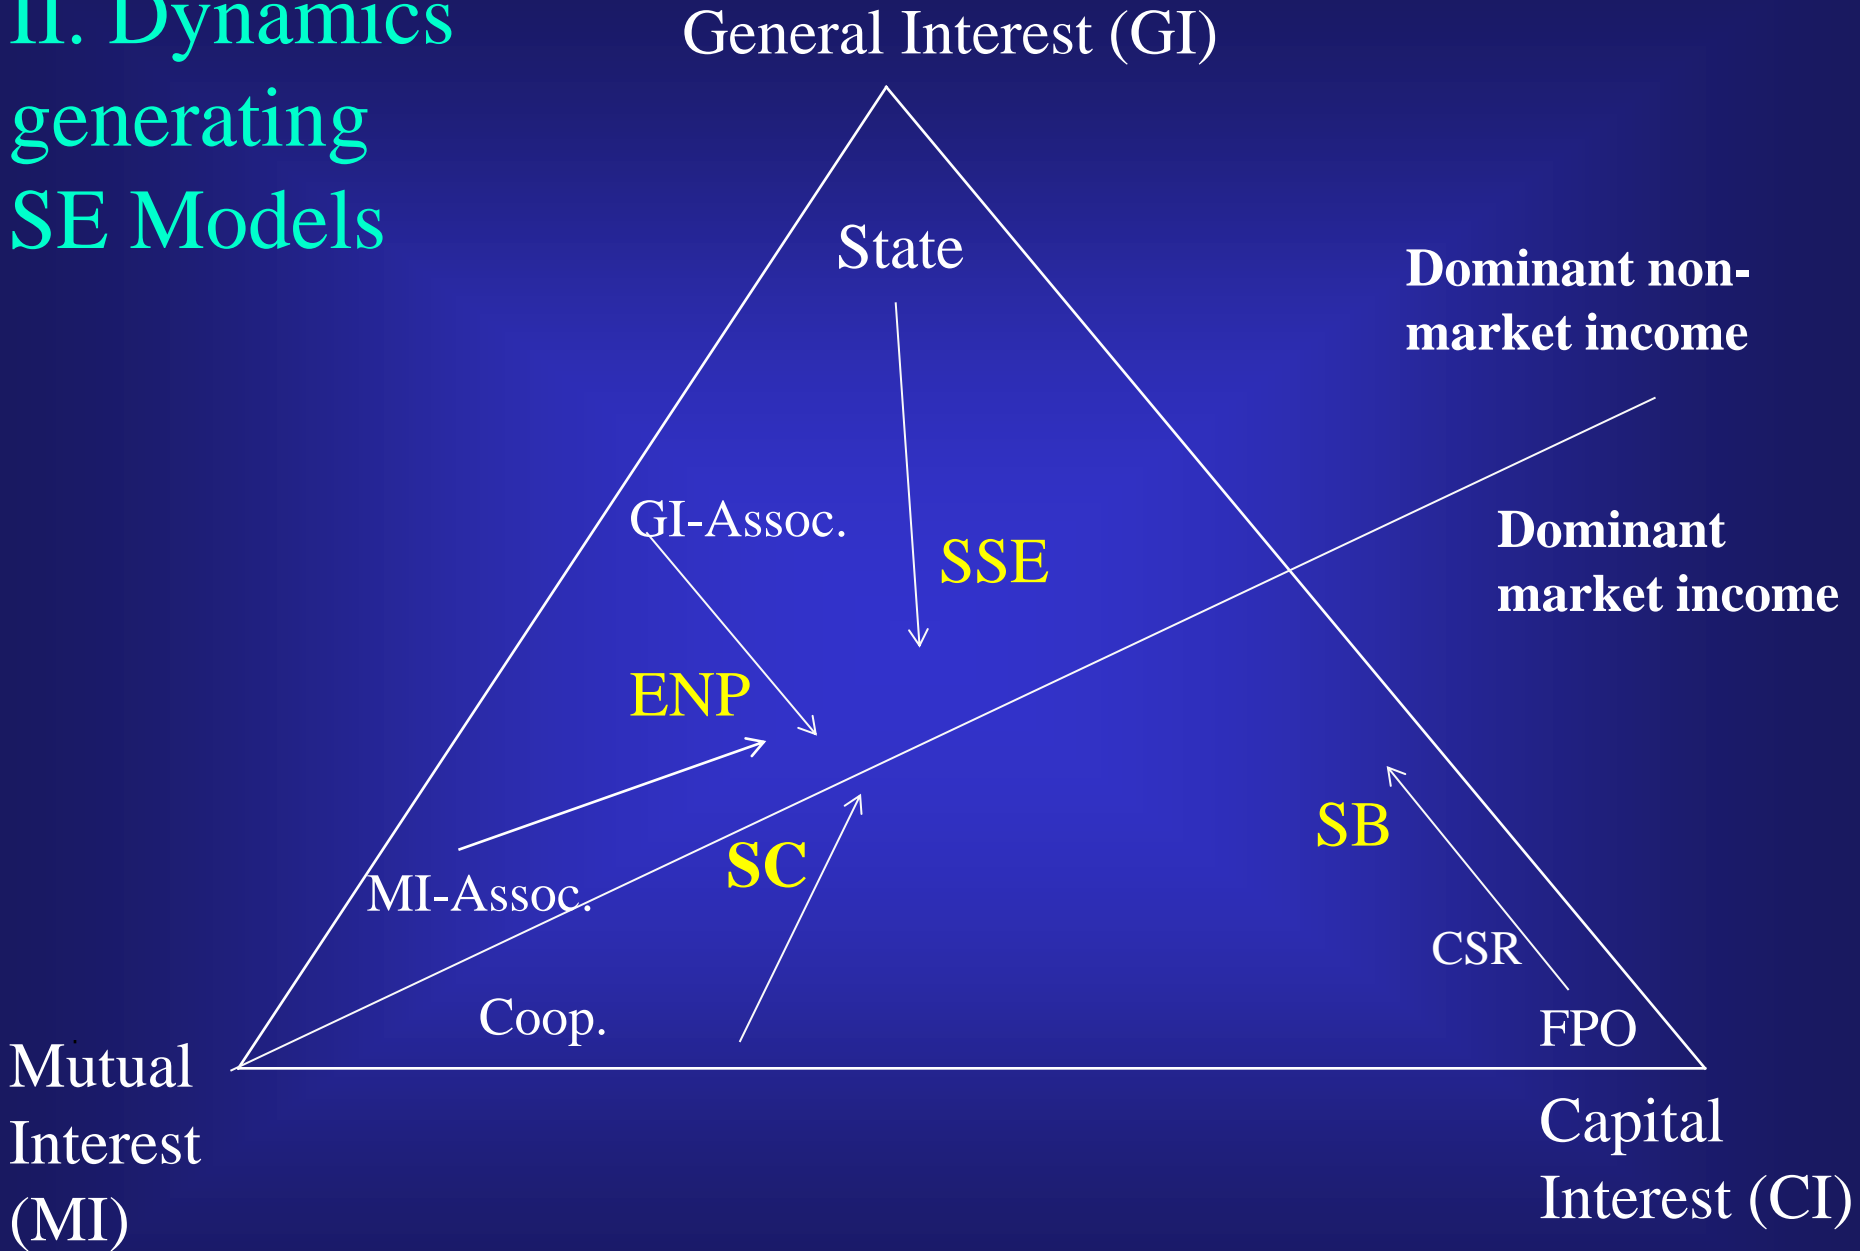 II. Dynamics
generating
SE Models
General Interest (GI)
State
Dominant non-
market income
GI-Assoc.
SSE
Dominant
market income
ENP
SB
SC
MI-Assoc.
CSR
Coop.
FPO
Mutual
Interest
(MI)
Capital
Interest (CI)